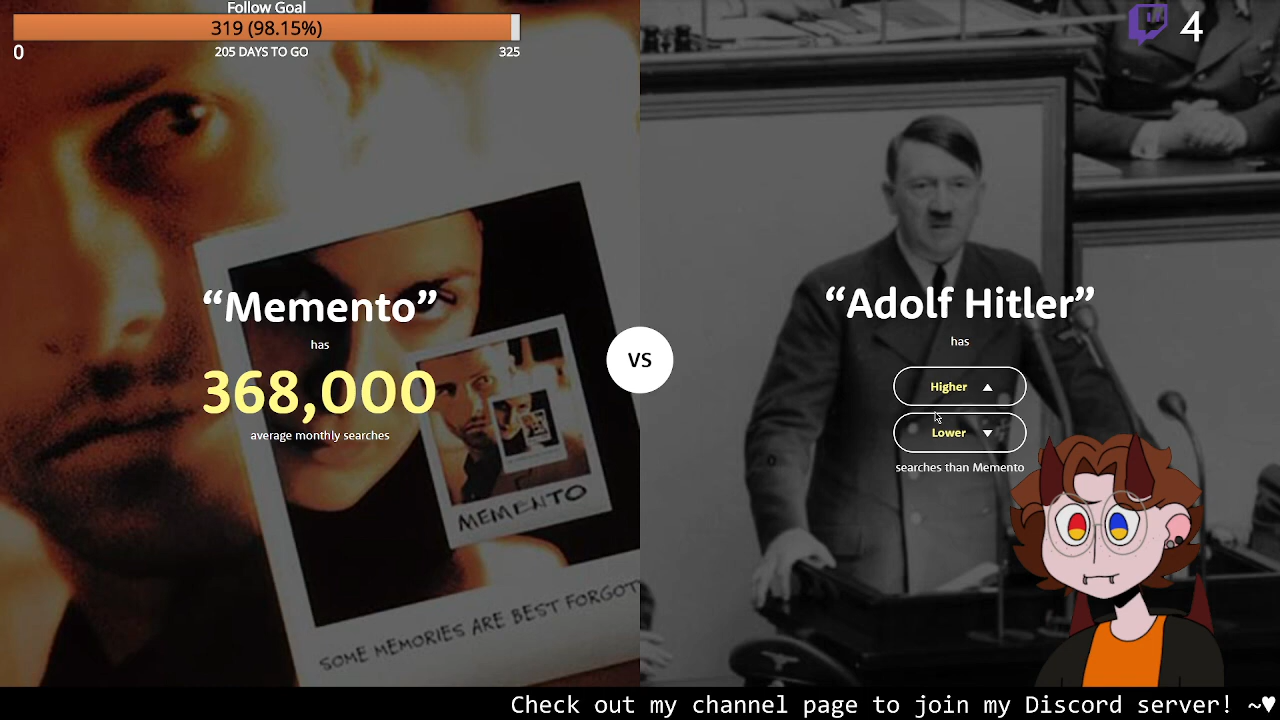 Follow Goal
319 (98.15%)
0
205 DAYS TO GO
325
4
“Memento”
has
368,000
average monthly searches
MEMENTO
SOME MEMORIES ARE BEST FORGOT
VS
“Adolf Hitler”
has
Higher
Lower
searches than Memento
Check out my channel page to join my Discord server! ~♥